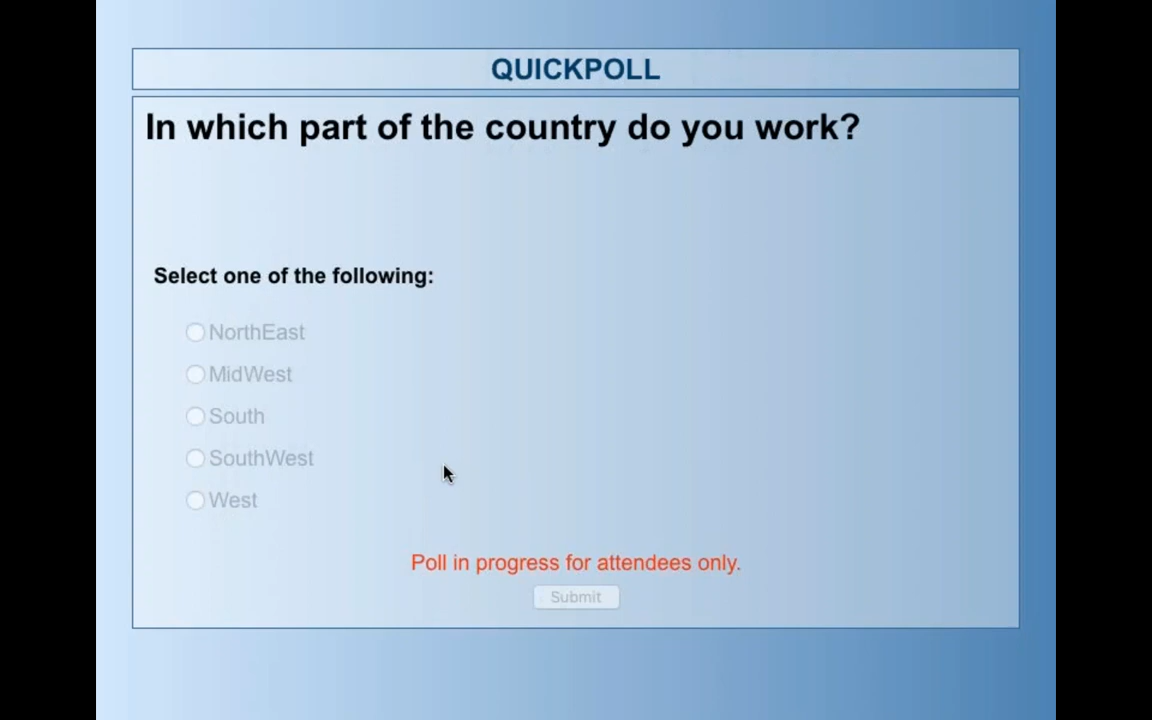 QUICKPOLL
In which part of the country do you work?
Select one of the following:
NorthEast
MidWest
South
SouthWest
West
Poll in progress for attendees only.
Submit